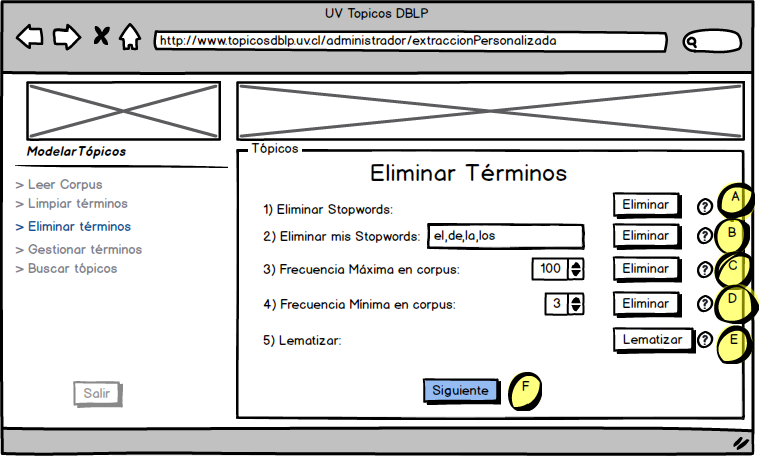 UV Topicos DBLP
http://www.topicosdblp.uv.cl/administrador/extraccionPersonalizada
Modelar Tópicos
> Leer Corpus
> Limpiar términos
> Eliminar términos
> Gestionar términos
> Buscar tópicos
Salir
Tópicos
Eliminar Términos
1) Eliminar Stopwords: Eliminar ? A
2) Eliminar mis Stopwords: el,de,la,los Eliminar ? B
3) Frecuencia Máxima en corpus: 100 Eliminar ? C
4) Frecuencia Mínima en corpus: 3 Eliminar ? D
5) Lematizar: Lematizar ? E
Siguiente F